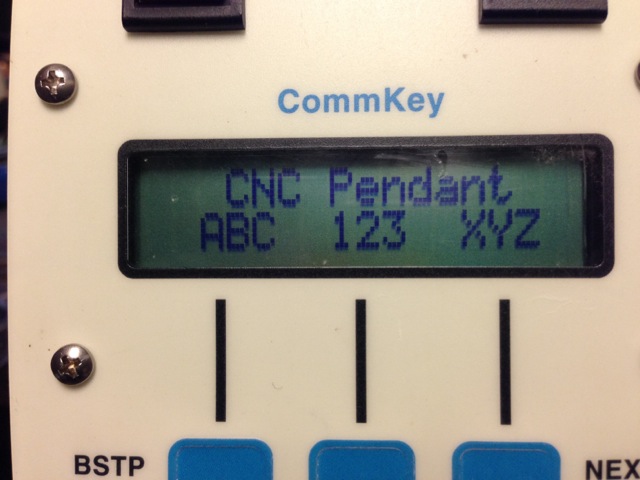 CommKey
CNC Pendant
ABC 123 XYZ
BSTP